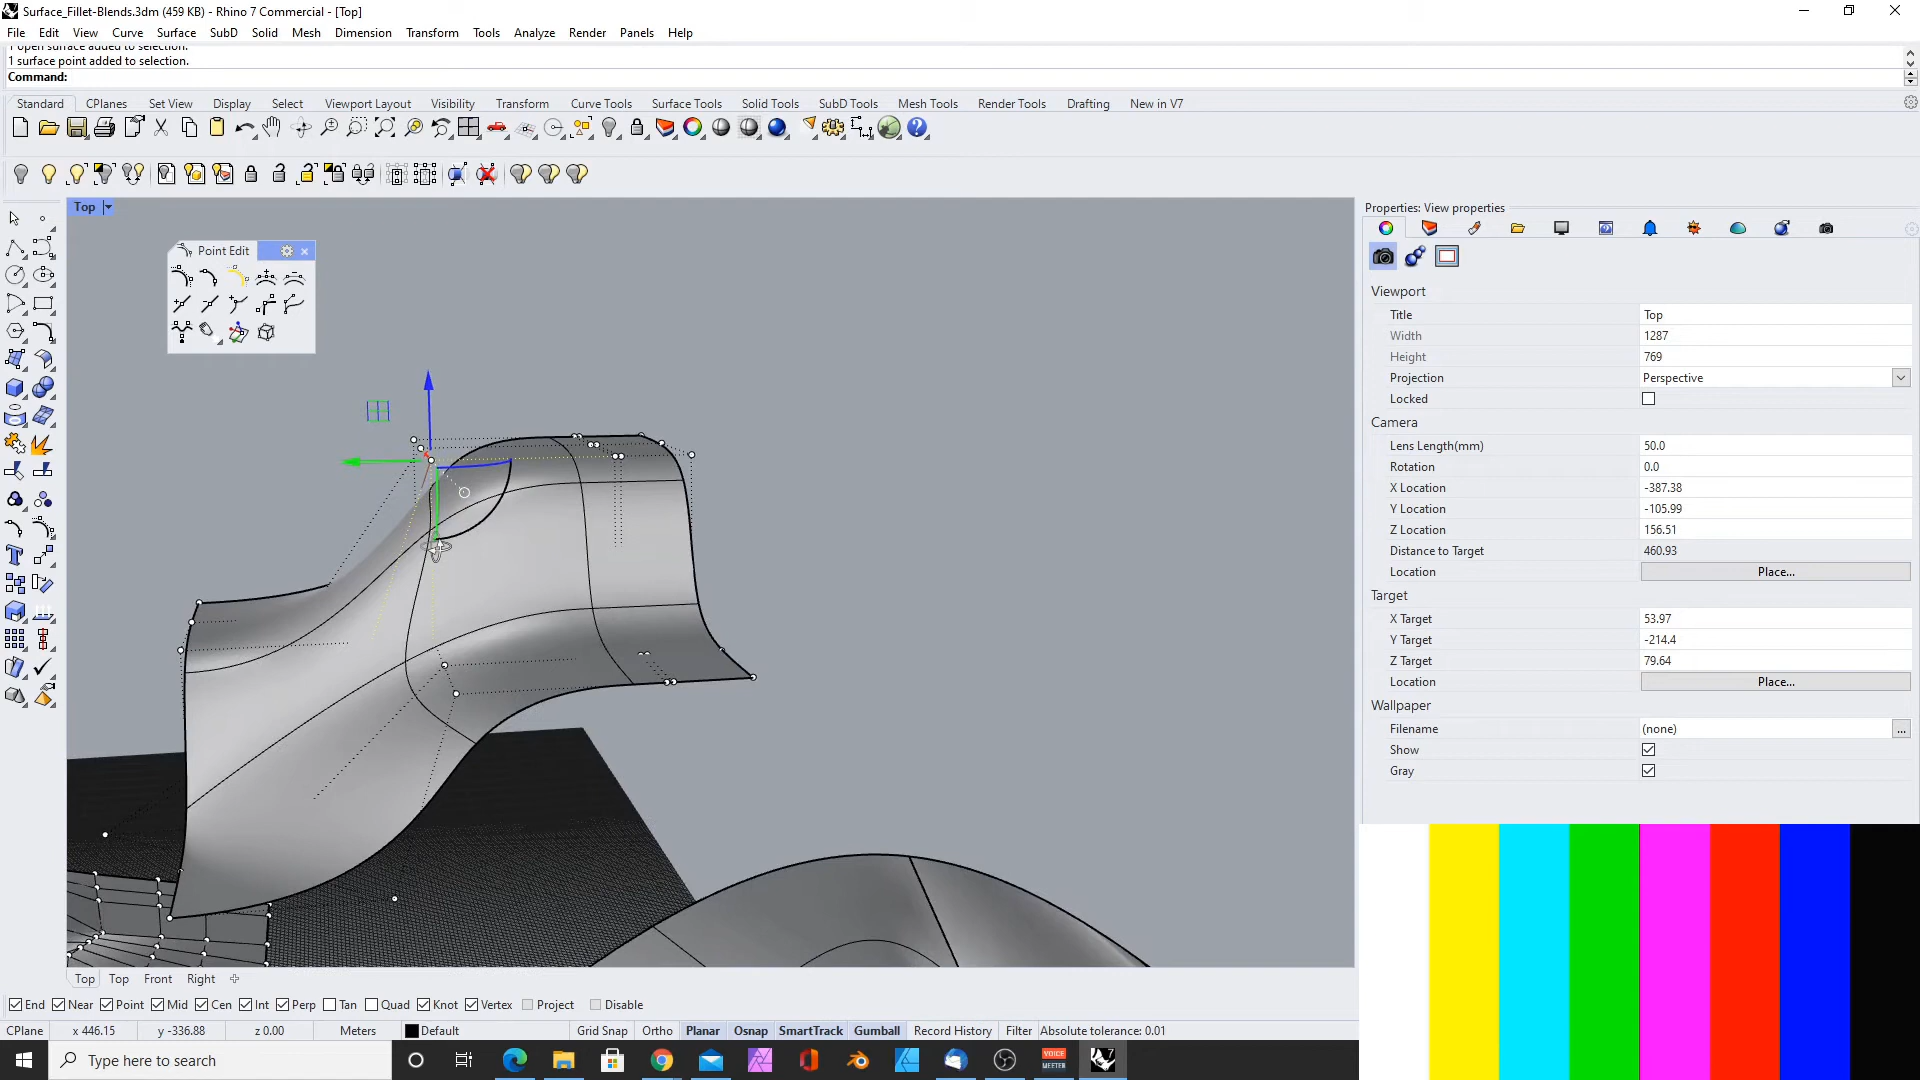 Surface_Fillet-Blends.3dm (459 KB) - Rhino 7 Commercial - [Top]
File Edit View Curve Surface SubD Solid Mesh Dimension Transform Tools Analyze Render Panels Help
1 open surface added to selection.
1 surface point added to selection.
Command:
Standard CPlanes Set View Display Select Viewport Layout Visibility Transform Curve Tools Surface Tools Solid Tools SubD Tools Mesh Tools Render Tools Drafting New in V7
Top
Point Edit
Properties: View properties
Viewport
Title Top
Width 1287
Height 769
Projection Perspective
Locked
Camera
Lens Length(mm) 50.0
Rotation 0.0
X Location -387.38
Y Location -105.99
Z Location 156.51
Distance to Target 460.93
Location Place...
Target
X Target 53.97
Y Target -214.4
Z Target 79.64
Location Place...
Wallpaper
Filename (none) ...
Show
Gray
Top Top Front Right
End Near Point Mid Cen Int Perp Tan Quad Knot Vertex Project Disable
CPlane x 446.15 y -336.88 z 0.00 Meters Default Grid Snap Ortho Planar Osnap SmartTrack Gumball Record History Filter Absolute tolerance: 0.01
Type here to search
VOICE
MEETER